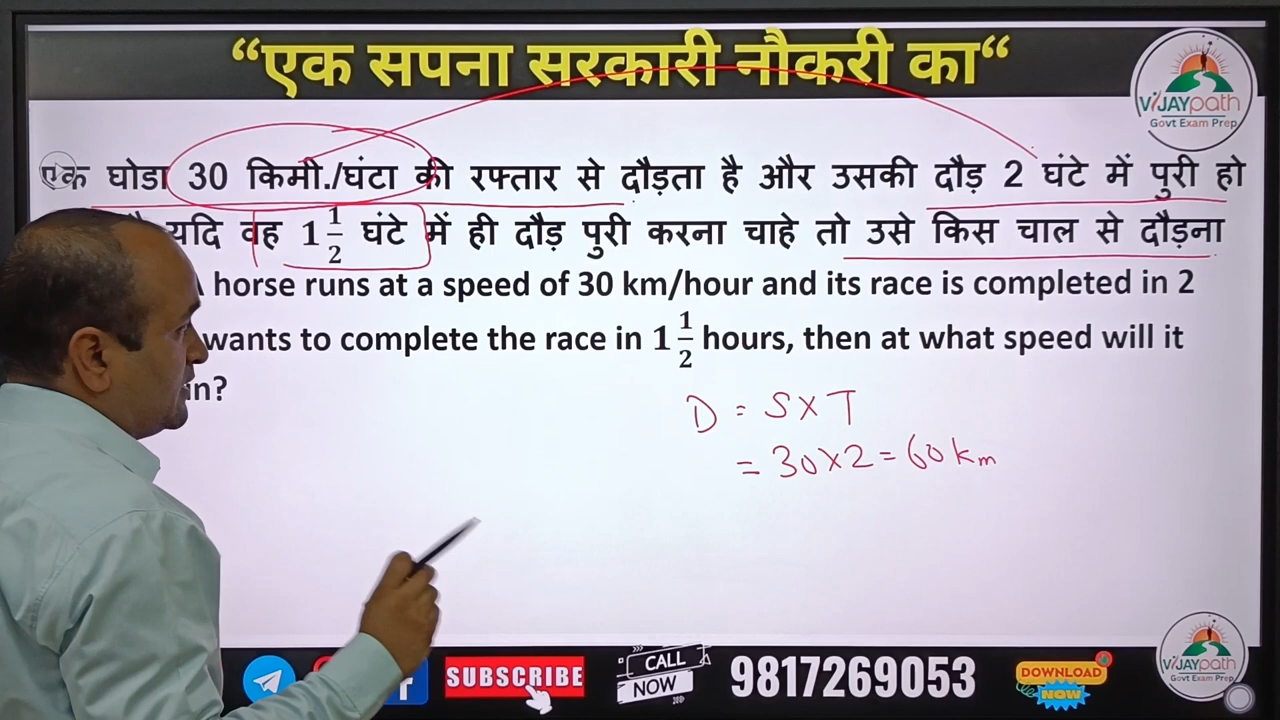 “एक सपना सरकारी नौकरी का“
ViJAYpath
Govt Exam Prep
एक घोडा 30 किमी./घंटा की रफ्तार से दौड़ता है और उसकी दौड़ 2 घंटे में पुरी हो
यदि वह 1 1/2 घंटे में ही दौड़ पुरी करना चाहे तो उसे किस चाल से दौड़ना
horse runs at a speed of 30 km/hour and its race is completed in 2
wants to complete the race in 1 1/2 hours, then at what speed will it
in?
D = S X T
= 30 X 2 = 60 km
SUBSCRIBE
CALL
NOW
9817269053
DOWNLOAD
NOW
ViJAYpath
Govt Exam Prep